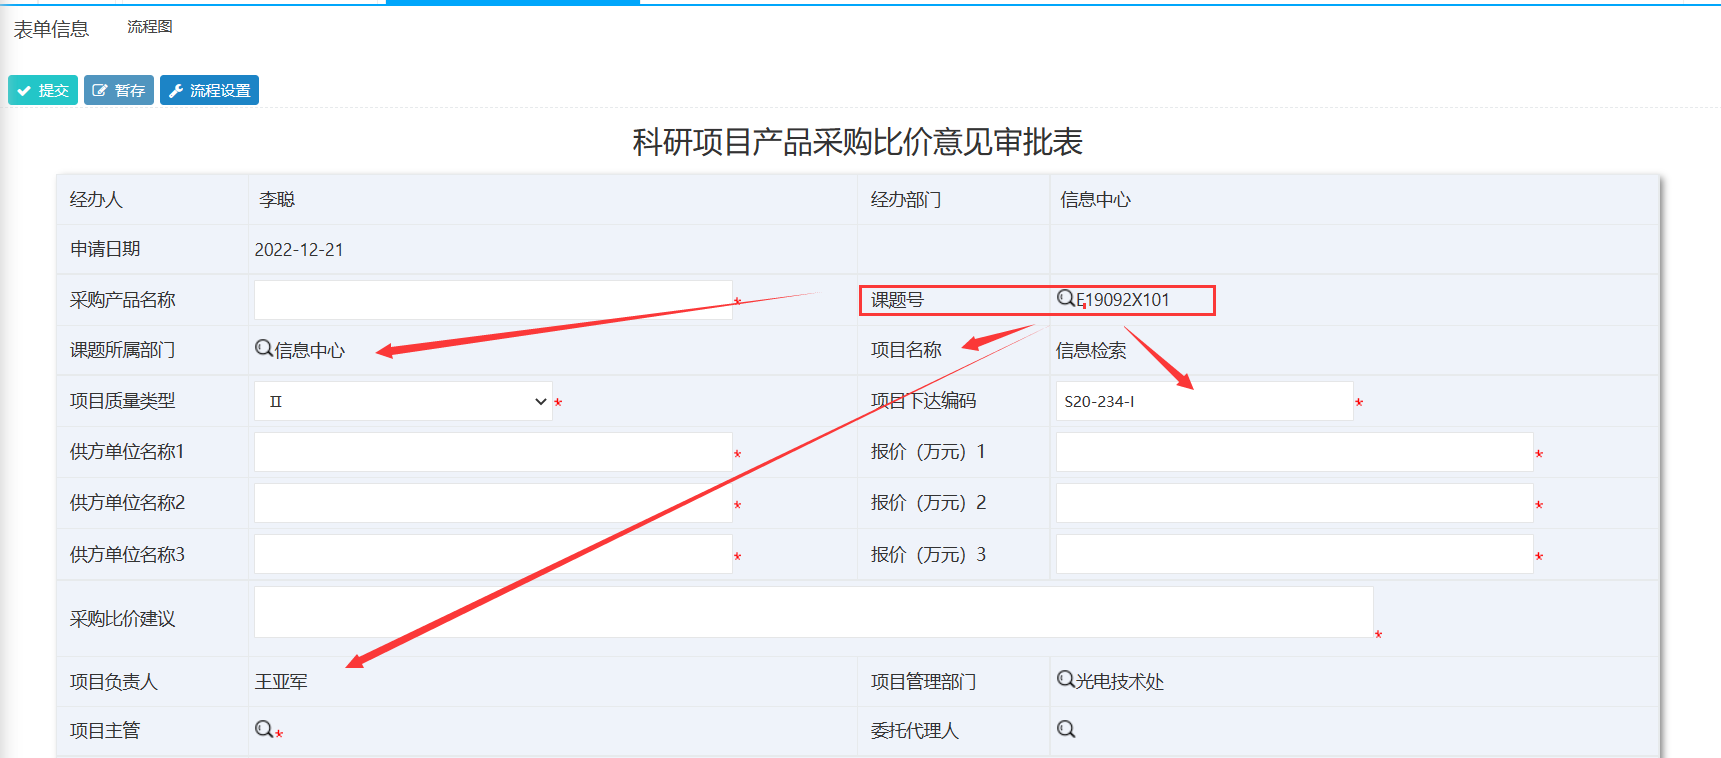 表单信息 流程图
提交 暂存 流程设置
科研项目产品采购比价意见审批表
经办人 李聪 经办部门 信息中心
申请日期 2022-12-21
采购产品名称 * 课题号 E19092X101
课题所属部门 信息中心 项目名称 信息检索
项目质量类型 II * 项目下达编码 S20-234-I *
供方单位名称1 * 报价（万元）1 *
供方单位名称2 * 报价（万元）2 *
供方单位名称3 * 报价（万元）3 *
采购比价建议 *
项目负责人 王亚军 项目管理部门 光电技术处
项目主管 * 委托代理人